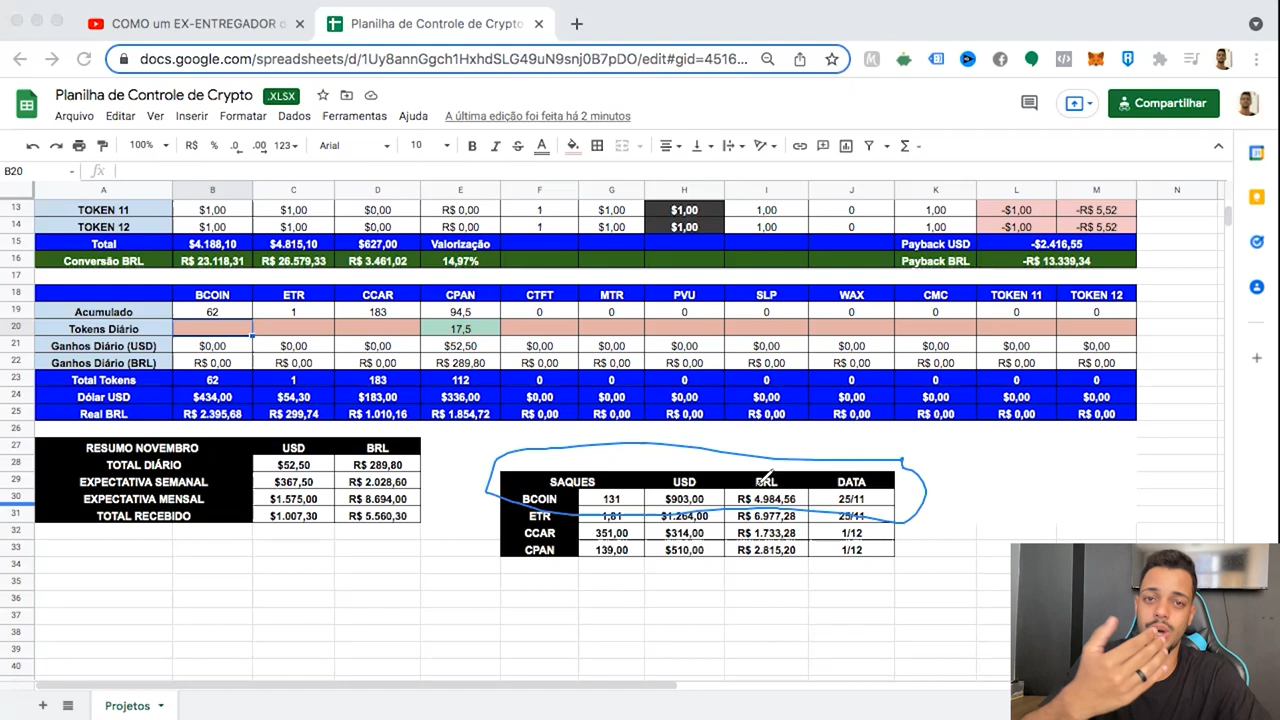 COMO um EX-ENTREGADOR
Planilha de Controle de Crypto
docs.google.com/spreadsheets/d/1Uy8annGgch1HxhdSLG49uN9snj0B7pDO/edit#gid=4516...
Planilha de Controle de Crypto .XLSX
Compartilhar
Arquivo Editar Ver Inserir Formatar Dados Ferramentas Ajuda A última edição foi feita há 2 minutos
100% R$ % .0 .00 123 Arial 10 B I S A
B20 fx
A B C D E F G H I J K L M N
13 TOKEN 11 $1,00 $1,00 $0,00 R$ 0,00 1 $1,00 $1,00 1,00 0 1,00 -$1,00 -R$ 5,52
14 TOKEN 12 $1,00 $1,00 $0,00 R$ 0,00 1 $1,00 $1,00 1,00 0 1,00 -$1,00 -R$ 5,52
15 Total $4.188,10 $4.815,10 $627,00 Valorização Payback USD -$2.416,55
16 Conversão BRL R$ 23.118,31 R$ 26.579,33 R$ 3.461,02 14,97% Payback BRL -R$ 13.339,34
17
18 BCOIN ETR CCAR CPAN CTFT MTR PVU SLP WAX CMC TOKEN 11 TOKEN 12
19 Acumulado 62 1 183 94,5 0 0 0 0 0 0 0 0
20 Tokens Diário 17,5
21 Ganhos Diário (USD) $0,00 $0,00 $0,00 $52,50 $0,00 $0,00 $0,00 $0,00 $0,00 $0,00 $0,00 $0,00
22 Ganhos Diário (BRL) R$ 0,00 R$ 0,00 R$ 0,00 R$289,80 R$ 0,00 R$ 0,00 R$ 0,00 R$ 0,00 R$ 0,00 R$ 0,00 R$ 0,00 R$ 0,00
23 Total Tokens 62 1 183 112 0 0 0 0 0 0 0 0
24 Dólar USD $434,00 $54,30 $183,00 $336,00 $0,00 $0,00 $0,00 $0,00 $0,00 $0,00 $0,00 $0,00
25 Real BRL R$ 2.395,68 R$ 299,74 R$ 1.010,16 R$ 1.854,72 R$ 0,00 R$ 0,00 R$ 0,00 R$ 0,00 R$ 0,00 R$ 0,00 R$ 0,00 R$ 0,00
26
27 RESUMO NOVEMBRO USD BRL
28 TOTAL DIÁRIO $52,50 R$ 289,80
29 EXPECTATIVA SEMANAL $367,50 R$ 2.028,60 SAQUES USD BRL DATA
30 EXPECTATIVA MENSAL $1.575,00 R$ 8.694,00 BCOIN 131 $903,00 R$ 4.984,56 25/11
31 TOTAL RECEBIDO $1.007,30 R$ 5.560,30 ETR 1,81 $1.264,00 R$ 6.977,28 25/11
32 CCAR 351,00 $314,00 R$ 1.733,28 1/12
33 CPAN 139,00 $510,00 R$ 2.815,20 1/12
34
35
36
37
38
39
40
Projetos